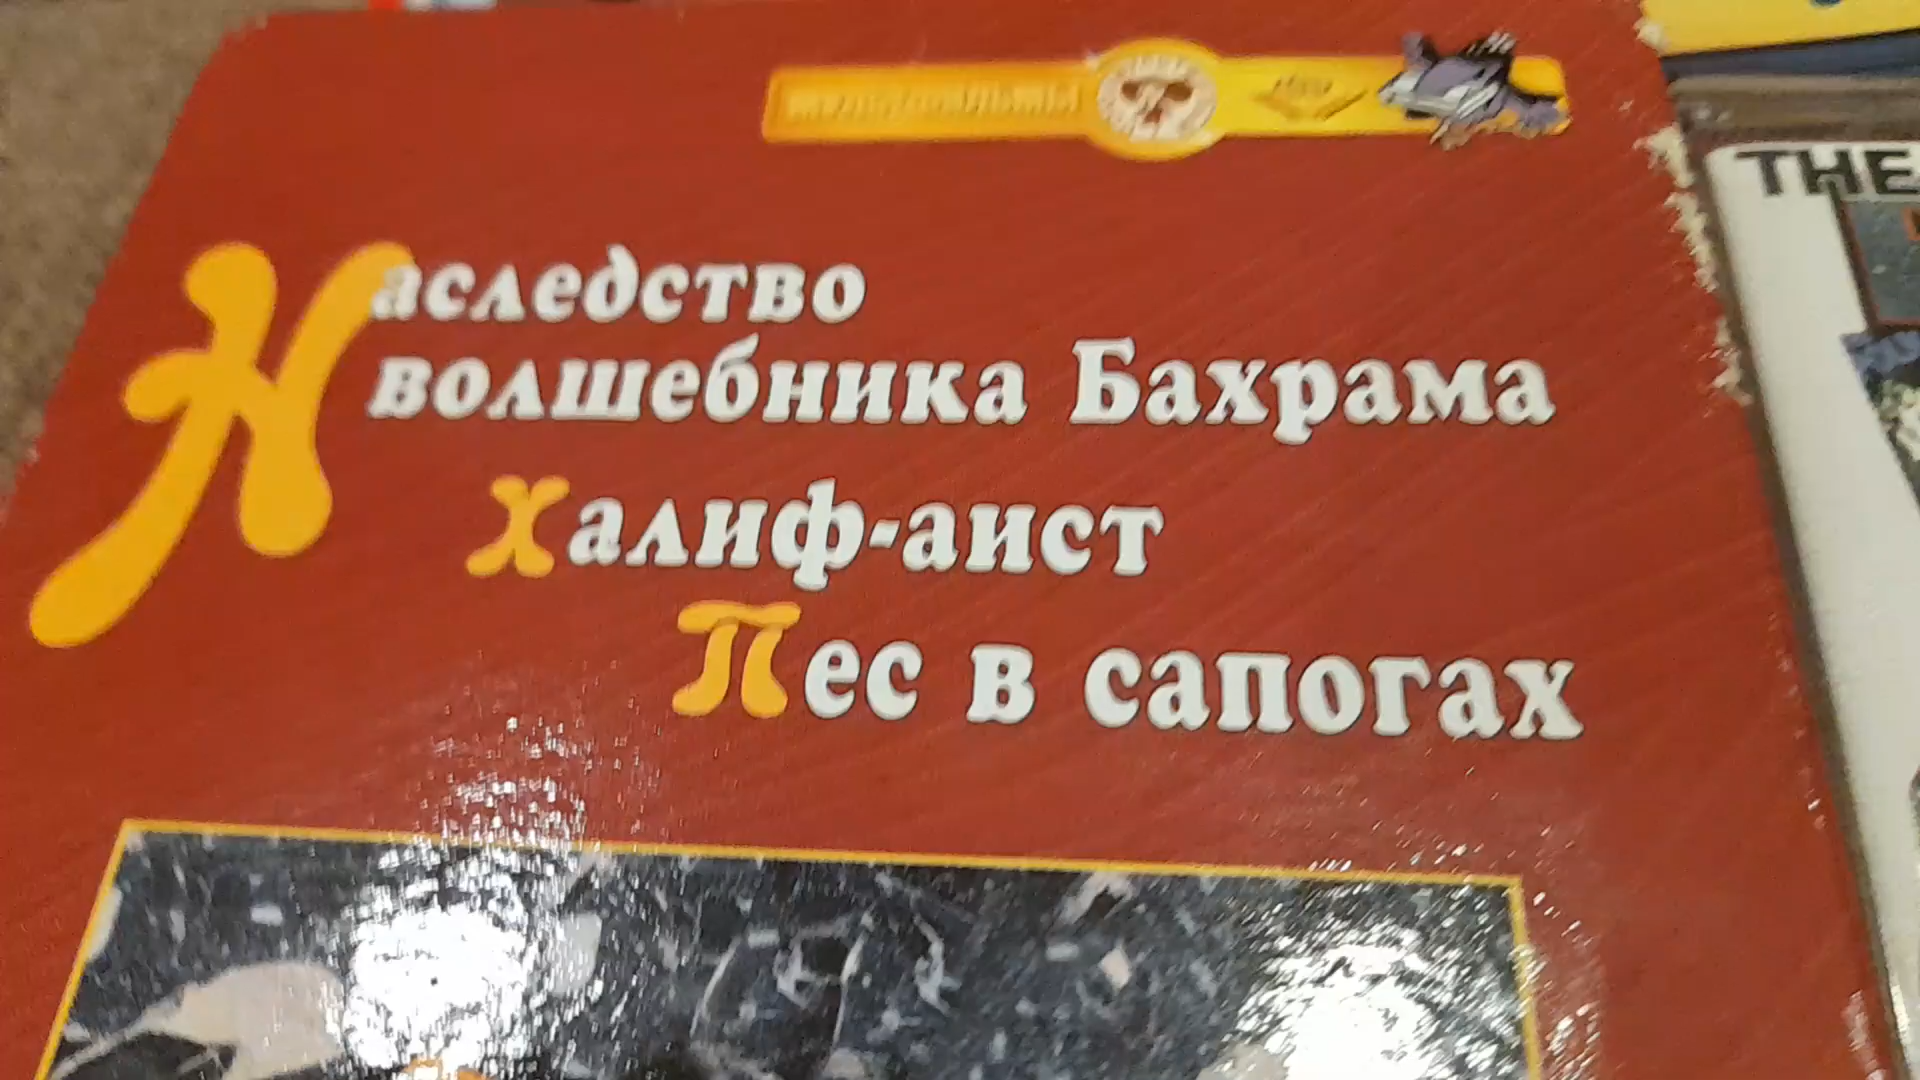 Наследство
волшебника Бахрама
Халиф-аист
Пес в сапогах
THE